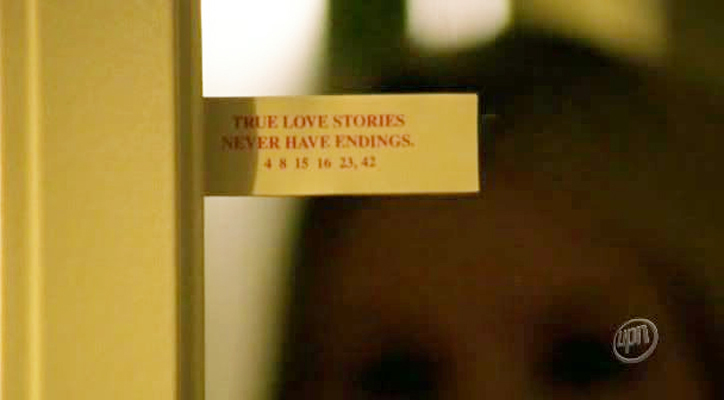 TRUE LOVE STORIES
NEVER HAVE ENDINGS.
4 8 15 16 23, 42
upn